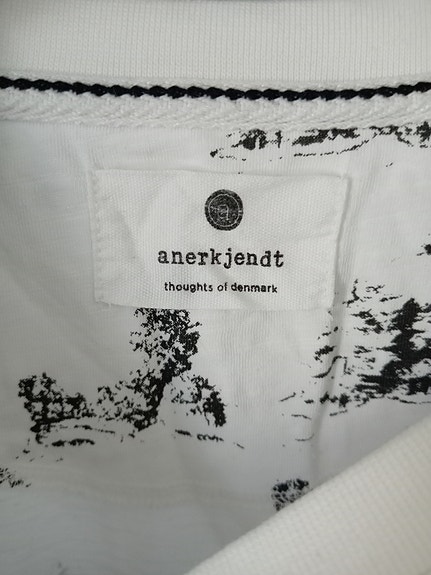 a
anerkjendt
thoughts of denmark